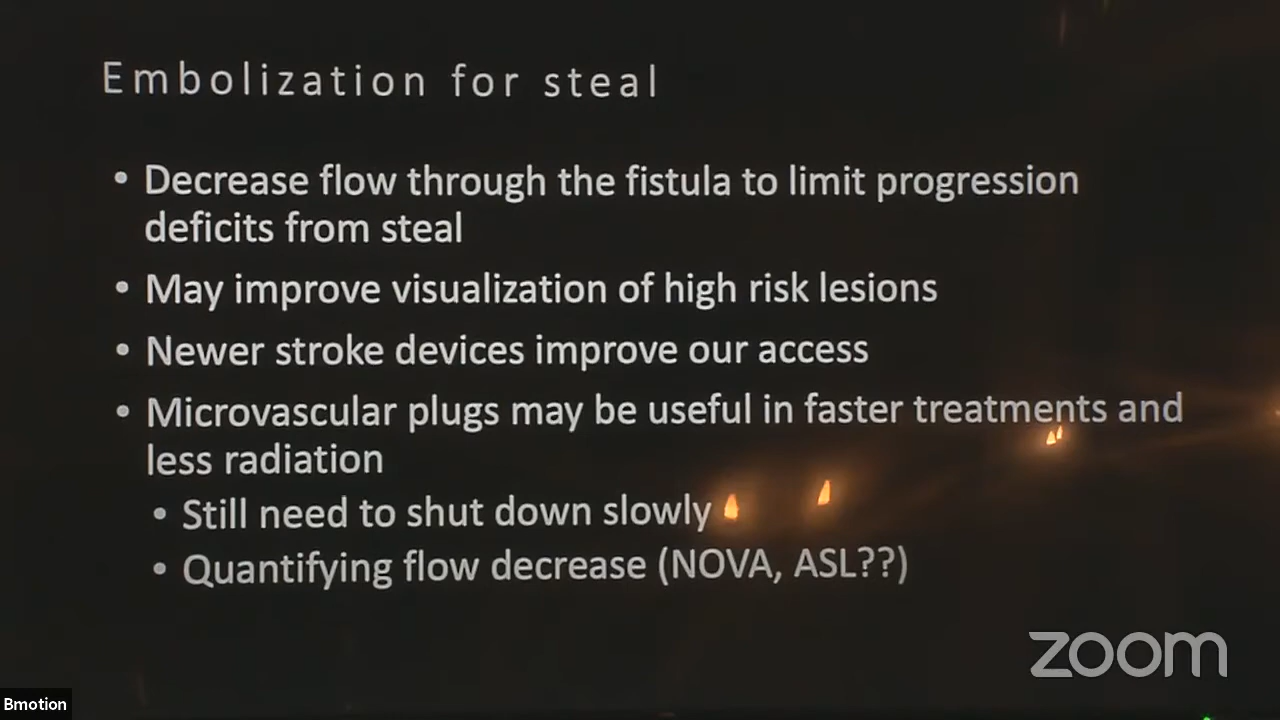 Embolization for steal
• Decrease flow through the fistula to limit progression
deficits from steal
• May improve visualization of high risk lesions
• Newer stroke devices improve our access
• Microvascular plugs may be useful in faster treatments and
less radiation
• Still need to shut down slowly
• Quantifying flow decrease (NOVA, ASL??)
zoom
Bmotion